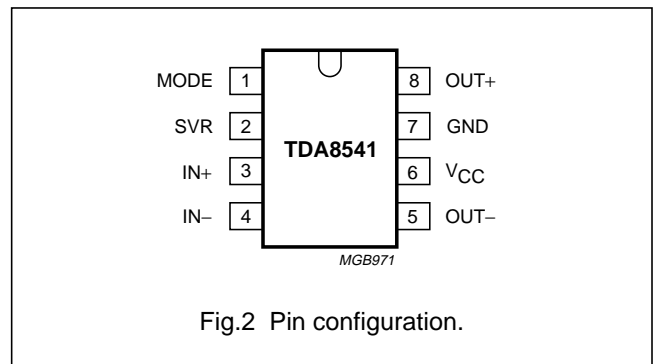 MODE 1 8 OUT+
SVR 2 7 GND
TDA8541
IN+ 3 6 VCC
IN− 4 5 OUT−
MGB971
Fig.2 Pin configuration.